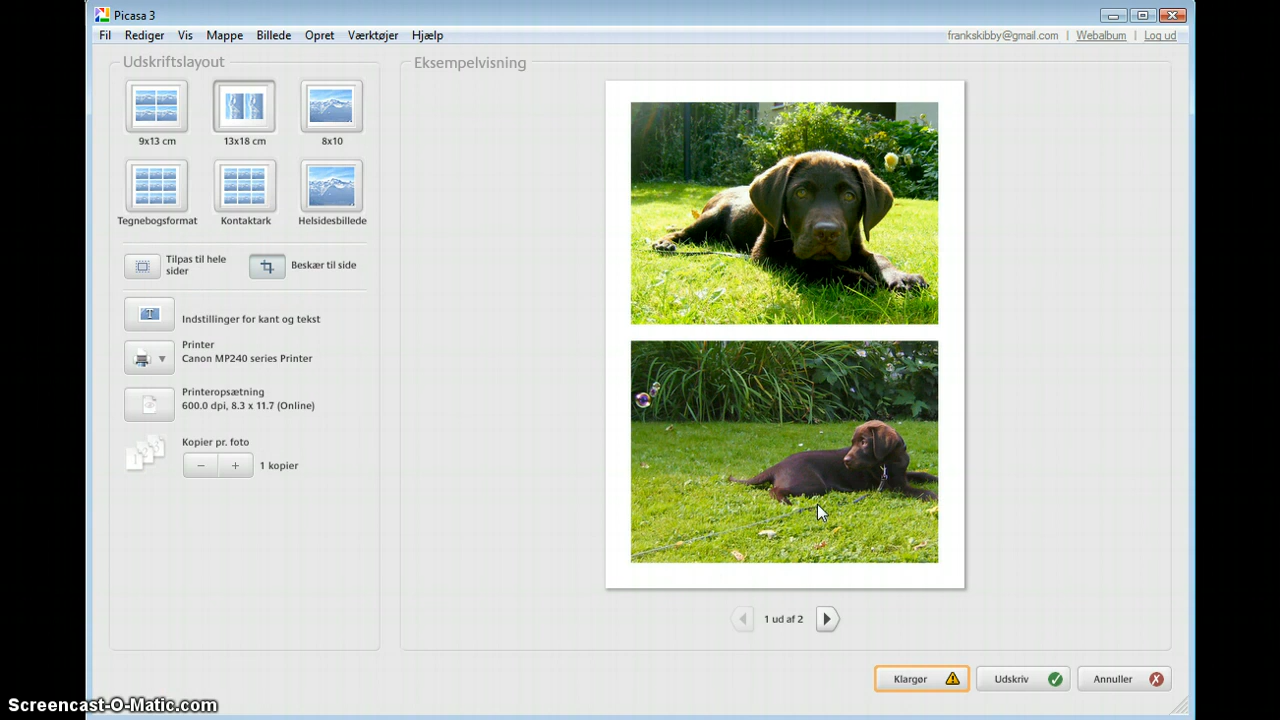 Picasa 3
Fil Rediger Vis Mappe Billede Opret Værktøjer Hjælp
frankskibby@gmail.com | Webalbum | Log ud
Udskriftslayout
Eksempelvisning
9x13 cm 13x18 cm 8x10
Tegnebogsformat Kontaktark Helsidesbillede
Tilpas til hele sider
Beskær til side
Indstillinger for kant og tekst
Printer
Canon MP240 series Printer
Printeropsætning
600.0 dpi, 8.3 x 11.7 (Online)
Kopier pr. foto
1 kopier
1 ud af 2
Klargør Udskriv Annuller
Screencast-O-Matic.com